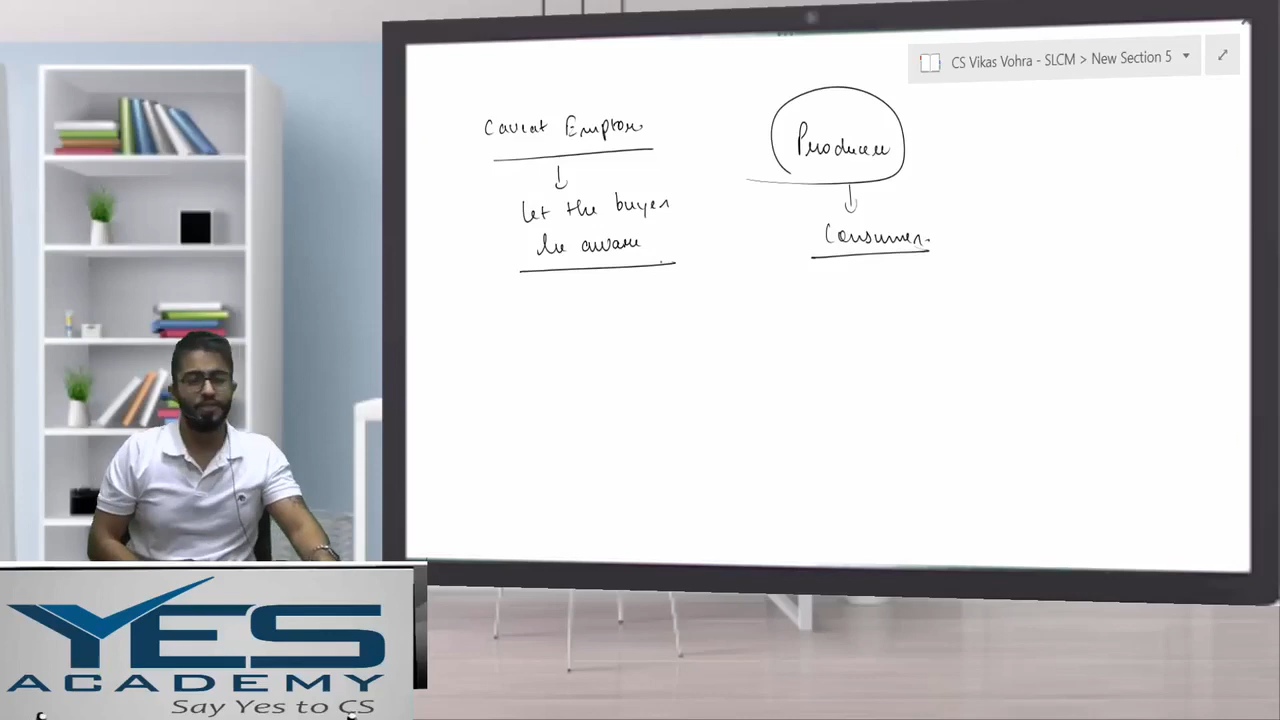 CS Vikas Vohra - SLCM > New Section 5
Caveat Emptor
let the buyer
be aware
Producer
Consumer
YES
ACADEMY
Say Yes to CS